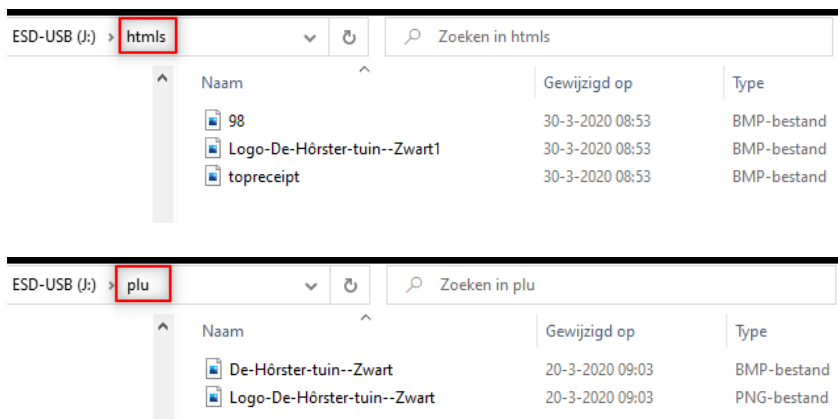 ESD-USB (J:) > htmls Zoeken in htmls
Naam Gewijzigd op Type
98 30-3-2020 08:53 BMP-bestand
Logo-De-Hôrster-tuin--Zwart1 30-3-2020 08:53 BMP-bestand
topreceipt 30-3-2020 08:53 BMP-bestand
ESD-USB (J:) > plu Zoeken in plu
Naam Gewijzigd op Type
De-Hôrster-tuin--Zwart 20-3-2020 09:03 BMP-bestand
Logo-De-Hôrster-tuin--Zwart 20-3-2020 09:03 PNG-bestand